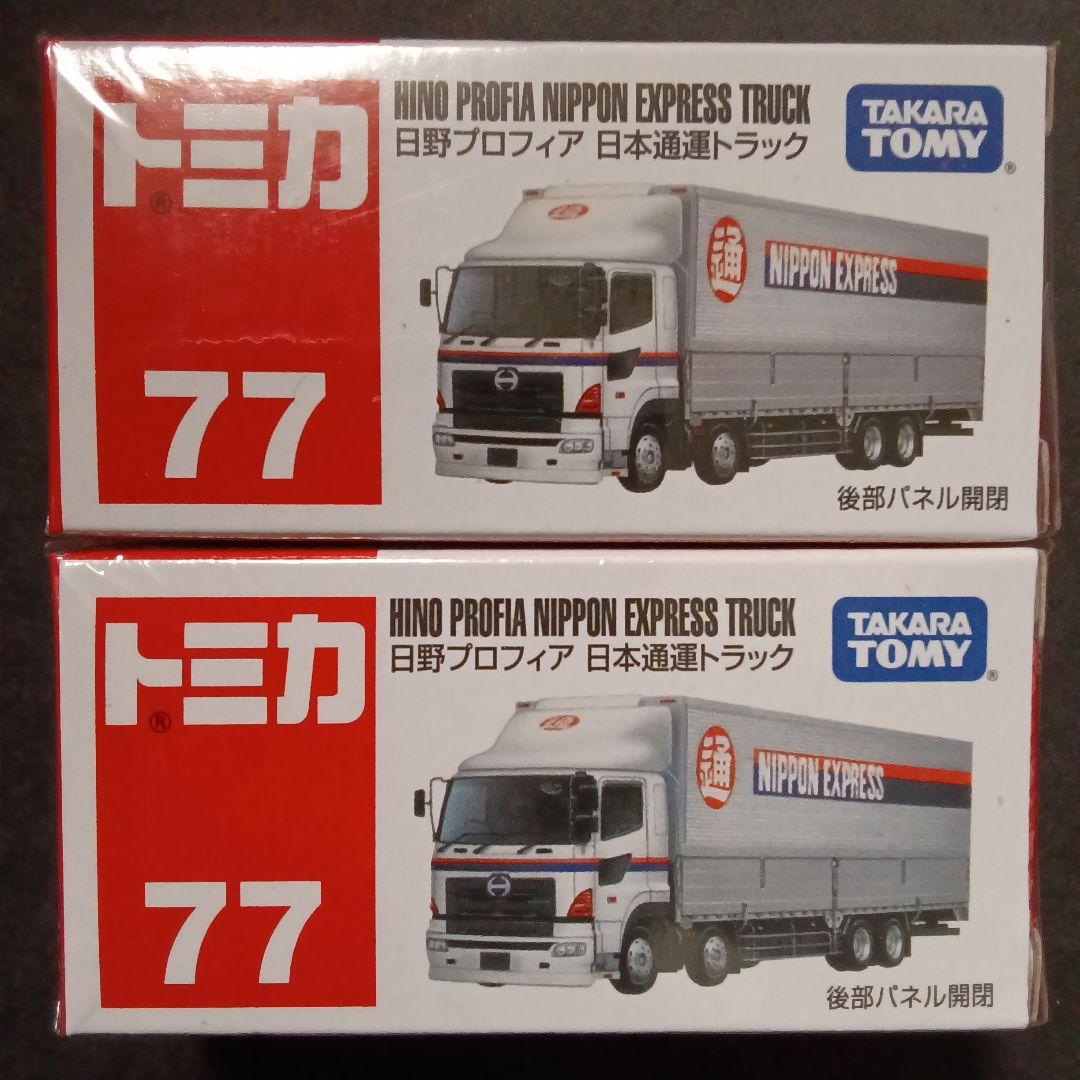 トミカ
®
77
HINO PROFIA NIPPON EXPRESS TRUCK
日野プロフィア 日本通運トラック
TAKARA
TOMY
®
通
NIPPON EXPRESS
後部パネル開閉
トミカ
®
77
HINO PROFIA NIPPON EXPRESS TRUCK
日野プロフィア 日本通運トラック
TAKARA
TOMY
®
通
NIPPON EXPRESS
後部パネル開閉